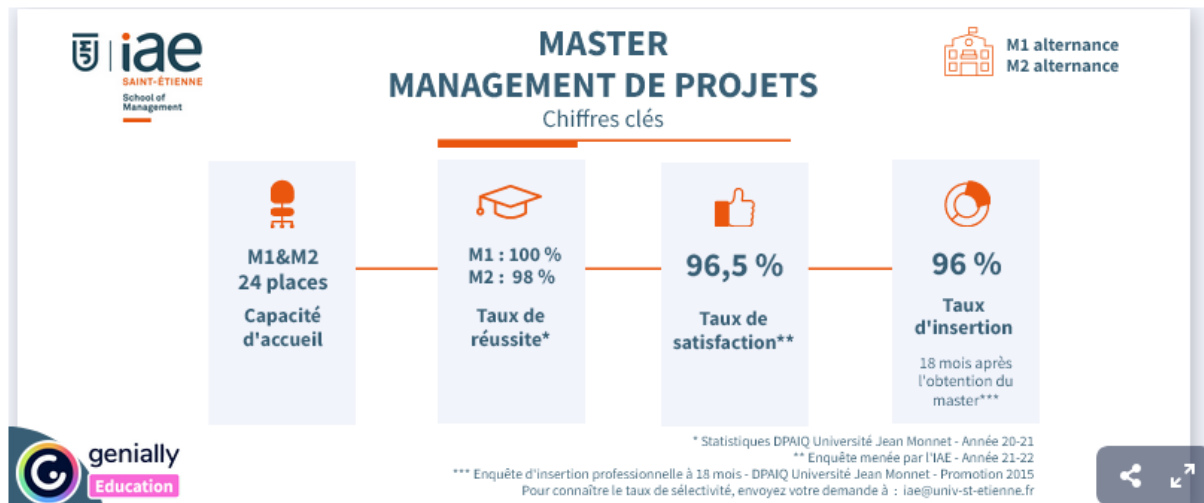 iae
SAINT-ÉTIENNE
School of
Management
MASTER
MANAGEMENT DE PROJETS
Chiffres clés
M1 alternance
M2 alternance
M1&M2
24 places
Capacité
d'accueil
M1 : 100 %
M2 : 98 %
Taux de
réussite*
96,5 %
Taux de
satisfaction**
96 %
Taux
d'insertion
18 mois après
l'obtention du
master***
* Statistiques DPAIQ Université Jean Monnet - Année 20-21
** Enquête menée par l'IAE - Année 21-22
*** Enquête d'insertion professionnelle à 18 mois - DPAIQ Université Jean Monnet - Promotion 2015
Pour connaître le taux de sélectivité, envoyez votre demande à : iae@univ-st-etienne.fr
genially
Education